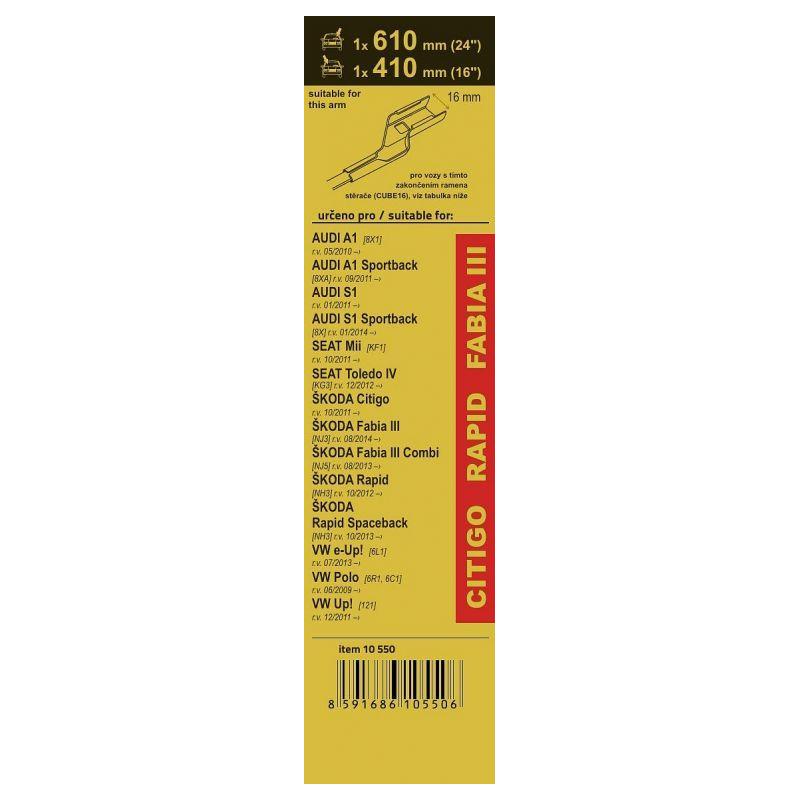 1x 610 mm (24")
1x 410 mm (16")
suitable for
this arm
16 mm
pro vozy s tímto
zakončením ramena
stěrače (CUBE16), viz tabulka níže
určeno pro / suitable for:
AUDI A1 [8X1]
r.v. 05/2010 –›
AUDI A1 Sportback
[8XA] r.v. 09/2011 –›
AUDI S1
r.v. 01/2011 –›
AUDI S1 Sportback
[8X] r.v. 01/2014 –›
SEAT Mii [KF1]
r.v. 10/2011 –›
SEAT Toledo IV
[KG3] r.v. 12/2012 –›
ŠKODA Citigo
r.v. 10/2011 –›
ŠKODA Fabia III
[NJ3] r.v. 08/2014 –›
ŠKODA Fabia III Combi
[NJ5] r.v. 08/2013 –›
ŠKODA Rapid
[NH3] r.v. 10/2012 –›
ŠKODA
Rapid Spaceback
[NH3] r.v. 10/2013 –›
VW e-Up! [6L1]
r.v. 07/2013 –›
VW Polo [6R1, 6C1]
r.v. 06/2009 –›
VW Up! [121]
r.v. 12/2011 –›
CITIGO RAPID FABIA III
item 10 550
8 591686 105506